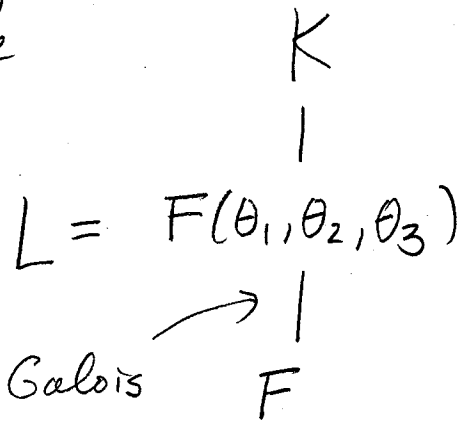 K
L = F(θ₁, θ₂, θ₃)
Galois
F